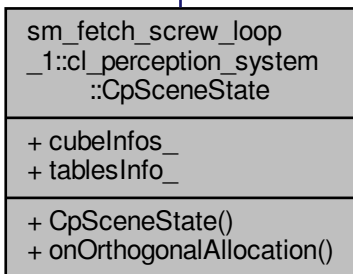 sm_fetch_screw_loop
_1::cl_perception_system
::CpSceneState
+ cubeInfos_
+ tablesInfo_
+ CpSceneState()
+ onOrthogonalAllocation()